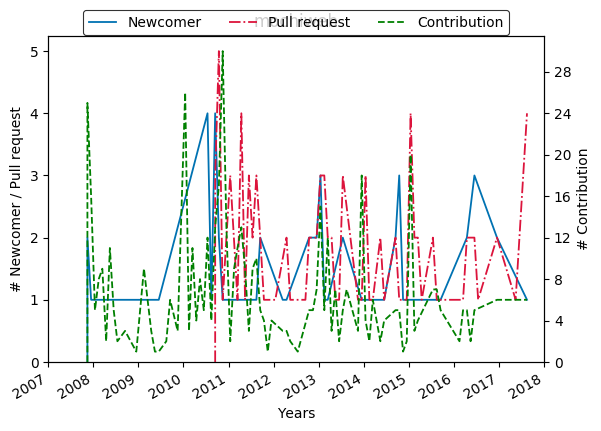 Newcomer Pull request Contribution
5
4
3
2
1
0
28
24
20
16
12
8
4
0
# Newcomer / Pull request
# Contribution
2007 2008 2009 2010 2011 2012 2013 2014 2015 2016 2017 2018
Years